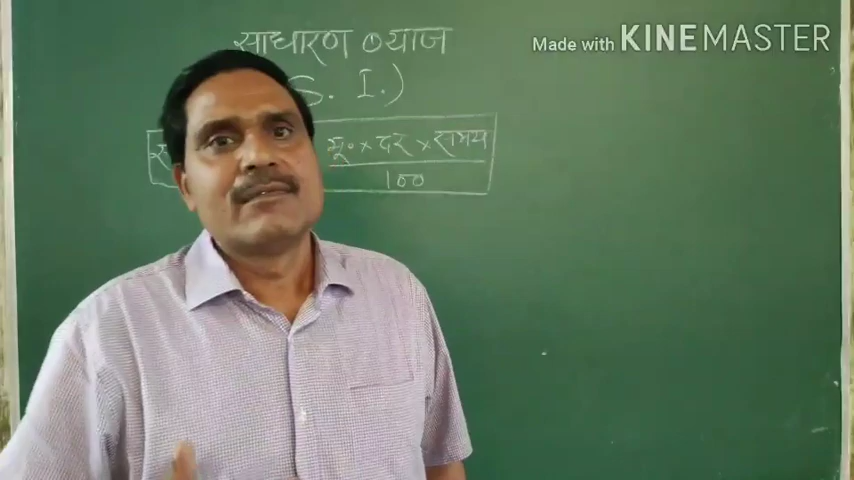 साधारण ब्याज
Made with KINEMASTER
S. I.)
मू० × दर × समय
100